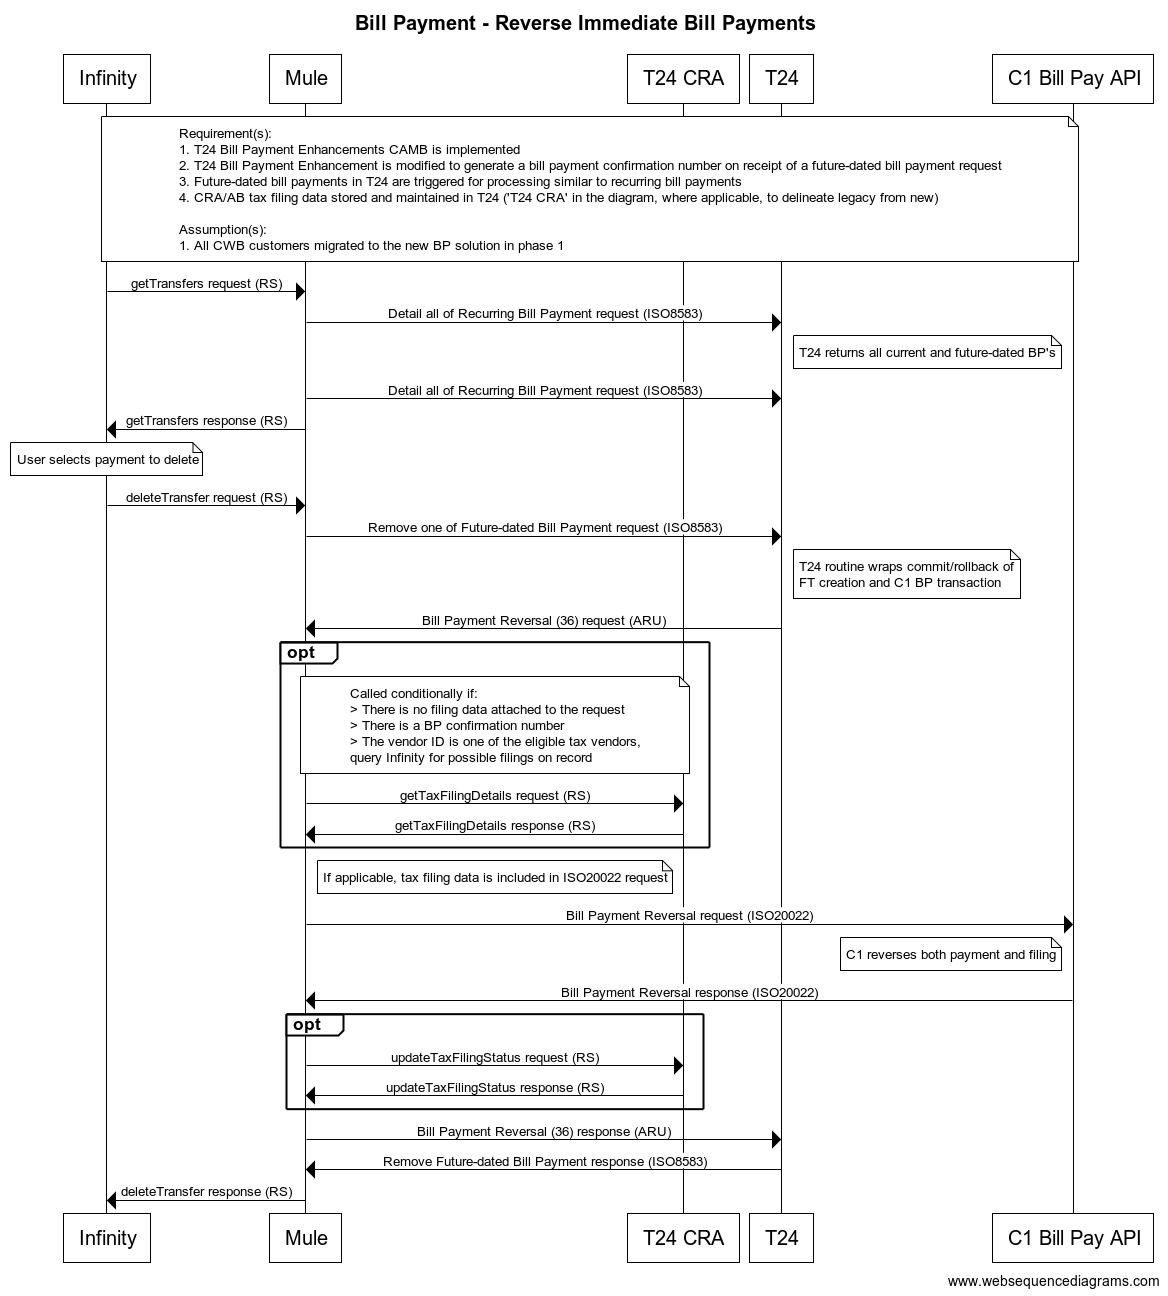 Bill Payment - Reverse Immediate Bill Payments
Infinity
Mule
T24 CRA
T24
C1 Bill Pay API
Requirement(s):
1. T24 Bill Payment Enhancements CAMB is implemented
2. T24 Bill Payment Enhancement is modified to generate a bill payment confirmation number on receipt of a future-dated bill payment request
3. Future-dated bill payments in T24 are triggered for processing similar to recurring bill payments
4. CRA/AB tax filing data stored and maintained in T24 ('T24 CRA' in the diagram, where applicable, to delineate legacy from new)
Assumption(s):
1. All CWB customers migrated to the new BP solution in phase 1
getTransfers request (RS)
Detail all of Recurring Bill Payment request (ISO8583)
T24 returns all current and future-dated BP's
Detail all of Recurring Bill Payment request (ISO8583)
getTransfers response (RS)
User selects payment to delete
deleteTransfer request (RS)
Remove one of Future-dated Bill Payment request (ISO8583)
T24 routine wraps commit/rollback of
FT creation and C1 BP transaction
Bill Payment Reversal (36) request (ARU)
opt
Called conditionally if:
> There is no filing data attached to the request
> There is a BP confirmation number
> The vendor ID is one of the eligible tax vendors,
query Infinity for possible filings on record
getTaxFilingDetails request (RS)
getTaxFilingDetails response (RS)
If applicable, tax filing data is included in ISO20022 request
Bill Payment Reversal request (ISO20022)
C1 reverses both payment and filing
Bill Payment Reversal response (ISO20022)
opt
updateTaxFilingStatus request (RS)
updateTaxFilingStatus response (RS)
Bill Payment Reversal (36) response (ARU)
Remove Future-dated Bill Payment response (ISO8583)
deleteTransfer response (RS)
Infinity
Mule
T24 CRA
T24
C1 Bill Pay API
www.websequencediagrams.com